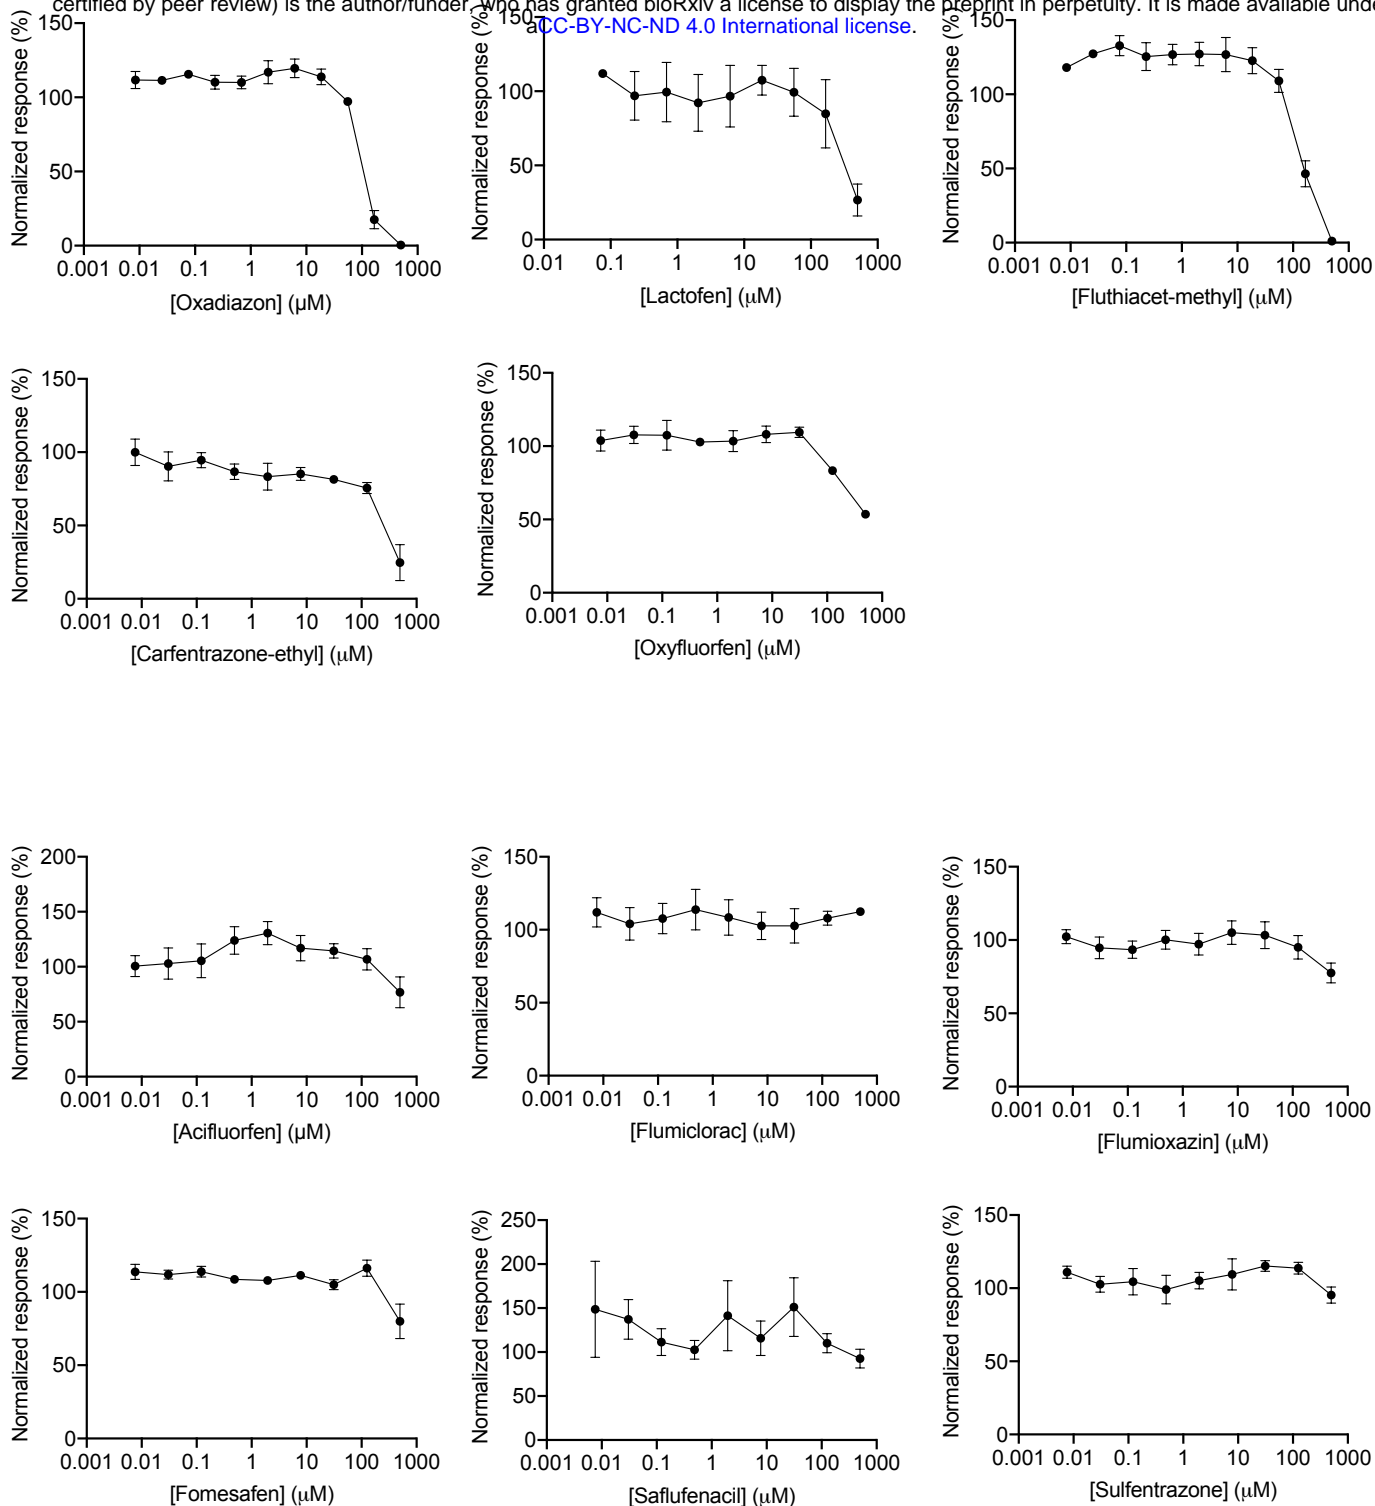 certified by peer review) is the author/funder, who has granted bioRxiv a license to display the preprint in perpetuity. It is made available unde
aCC-BY-NC-ND 4.0 International license.
Normalized response (%)
150
100
50
0
0.001 0.01 0.1 1 10 100 1000
[Oxadiazon] (µM)
Normalized response (%)
150
100
50
0
0.01 0.1 1 10 100 1000
[Lactofen] (µM)
Normalized response (%)
150
100
50
0
0.001 0.01 0.1 1 10 100 1000
[Fluthiacet-methyl] (µM)
Normalized response (%)
150
100
50
0
0.001 0.01 0.1 1 10 100 1000
[Carfentrazone-ethyl] (µM)
Normalized response (%)
150
100
50
0
0.001 0.01 0.1 1 10 100 1000
[Oxyfluorfen] (µM)
Normalized response (%)
200
150
100
50
0
0.001 0.01 0.1 1 10 100 1000
[Acifluorfen] (µM)
Normalized response (%)
150
100
50
0
0.001 0.01 0.1 1 10 100 1000
[Flumiclorac] (µM)
Normalized response (%)
150
100
50
0
0.001 0.01 0.1 1 10 100 1000
[Flumioxazin] (µM)
Normalized response (%)
150
100
50
0
0.001 0.01 0.1 1 10 100 1000
[Fomesafen] (µM)
Normalized response (%)
250
200
150
100
50
0
0.001 0.01 0.1 1 10 100 1000
[Saflufenacil] (µM)
Normalized response (%)
150
100
50
0
0.001 0.01 0.1 1 10 100 1000
[Sulfentrazone] (µM)